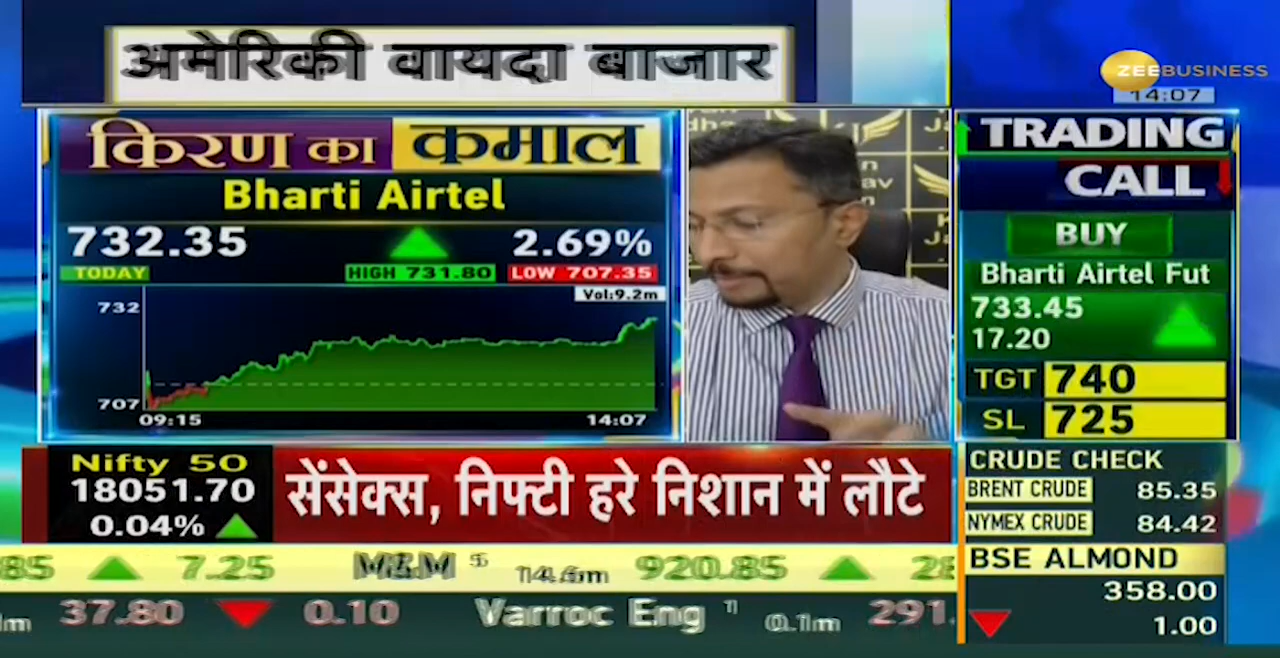 अमेरिकी वायदा बाजार
ZEEBUSINESS
14:07
किरण का कमाल
Bharti Airtel
732.35 2.69%
TODAY HIGH 731.80 LOW 707.35
Vol:9.2m
732
707
09:15 14:07
TRADING
CALL
BUY
Bharti Airtel Fut
733.45
17.20
TGT 740
SL 725
Nifty 50
18051.70
0.04%
सेंसेक्स, निफ्टी हरे निशान में लौटे
CRUDE CHECK
BRENT CRUDE 85.35
NYMEX CRUDE 84.42
BSE ALMOND
358.00
1.00
85 7.25 M&M 920.85
37.80 0.10 Varroc Eng 0.1m 291.